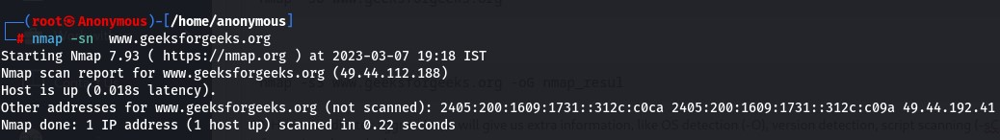 ┌──(root㉿Anonymous)-[/home/anonymous]
└─# nmap -sn  www.geeksforgeeks.org
Starting Nmap 7.93 ( https://nmap.org ) at 2023-03-07 19:18 IST
Nmap scan report for www.geeksforgeeks.org (49.44.112.188)
Host is up (0.018s latency).
Other addresses for www.geeksforgeeks.org (not scanned): 2405:200:1609:1731::312c:c0ca 2405:200:1609:1731::312c:c09a 49.44.192.41
Nmap done: 1 IP address (1 host up) scanned in 0.22 seconds